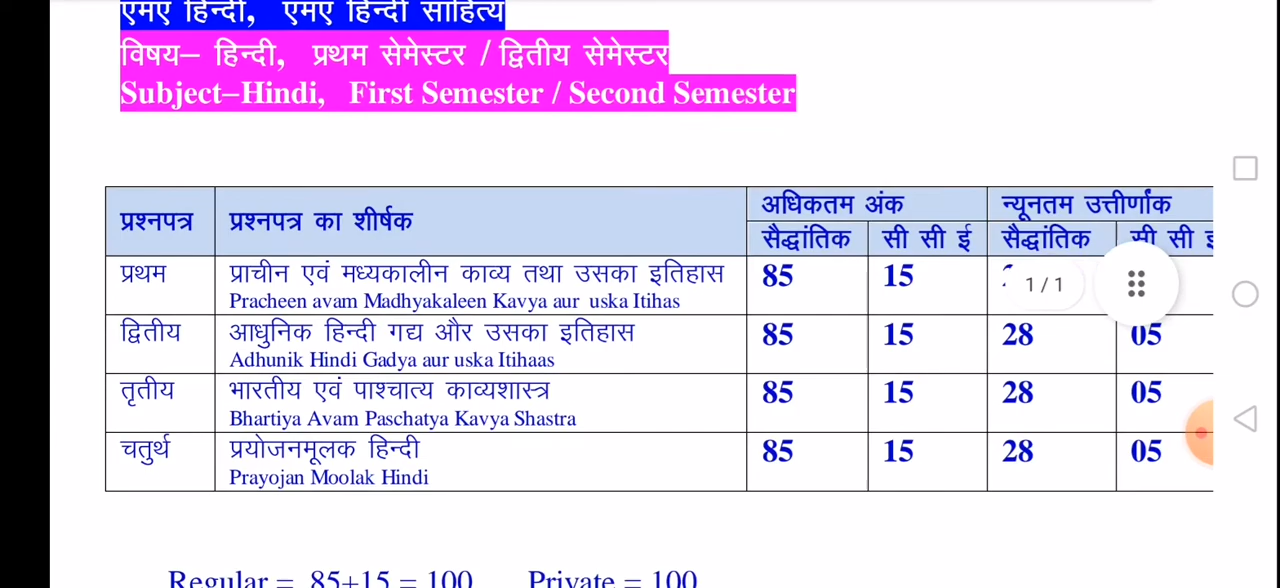 एमए हिन्दी, एमए हिन्दी साहित्य
विषय– हिन्दी, प्रथम सेमेस्टर / द्वितीय सेमेस्टर
Subject–Hindi, First Semester / Second Semester
प्रश्नपत्र प्रश्नपत्र का शीर्षक अधिकतम अंक न्यूनतम उत्तीर्णांक
सैद्धांतिक सी सी ई सैद्धांतिक सी सी
प्रथम प्राचीन एवं मध्यकालीन काव्य तथा उसका इतिहास 85 15
Pracheen avam Madhyakaleen Kavya aur uska Itihas
1/1
द्वितीय आधुनिक हिन्दी गद्य और उसका इतिहास 85 15 28 05
Adhunik Hindi Gadya aur uska Itihaas
तृतीय भारतीय एवं पाश्चात्य काव्यशास्त्र 85 15 28 05
Bhartiya Avam Paschatya Kavya Shastra
चतुर्थ प्रयोजनमूलक हिन्दी 85 15 28 05
Prayojan Moolak Hindi
Regular = 85+15 = 100 Private = 100